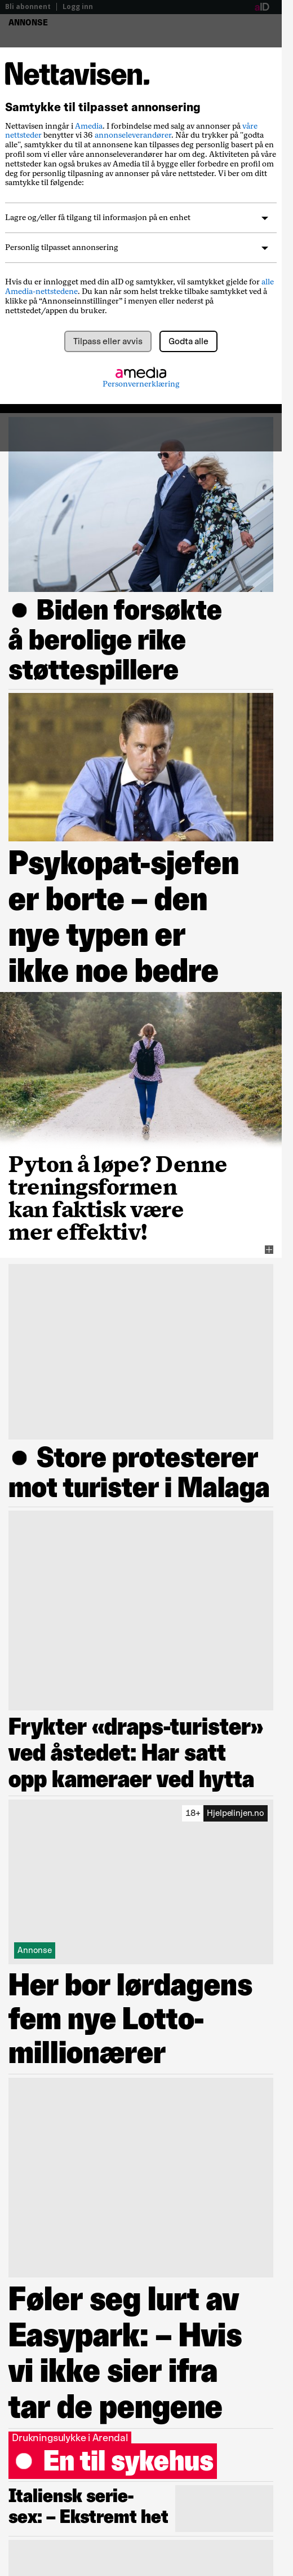 Bli abonnent | Logg inn
aID
ANNONSE
Nettavisen.
Samtykke til tilpasset annonsering
Nettavisen inngår i Amedia. I forbindelse med salg av annonser på våre
nettsteder benytter vi 36 annonseleverandører. Når du trykker på "godta
alle", samtykker du til at annonsene kan tilpasses deg personlig basert på en
profil som vi eller våre annonseleverandører har om deg. Aktiviteten på våre
nettsteder kan også brukes av Amedia til å bygge eller forbedre en profil om
deg for personlig tilpasning av annonser på våre nettsteder. Vi ber om ditt
samtykke til følgende:
Lagre og/eller få tilgang til informasjon på en enhet
Personlig tilpasset annonsering
Hvis du er innlogget med din aID og samtykker, vil samtykket gjelde for alle
Amedia-nettstedene. Du kan når som helst trekke tilbake samtykket ved å
klikke på “Annonseinnstillinger” i menyen eller nederst på
nettstedet/appen du bruker.
Tilpass eller avvis
Godta alle
amedia
Personvernerklæring
● Biden forsøkte
å berolige rike
støttespillere
Psykopat-sjefen
er borte – den
nye typen er
ikke noe bedre
Pyton å løpe? Denne
treningsformen
kan faktisk være
mer effektiv!
● Store protesterer
mot turister i Malaga
Frykter «draps-turister»
ved åstedet: Har satt
opp kameraer ved hytta
18+ Hjelpelinjen.no
Annonse
Her bor lørdagens
fem nye Lotto-
millionærer
Føler seg lurt av
Easypark: – Hvis
vi ikke sier ifra
tar de pengene
Drukningsulykke i Arendal
● En til sykehus
Italiensk serie-
sex: – Ekstremt het